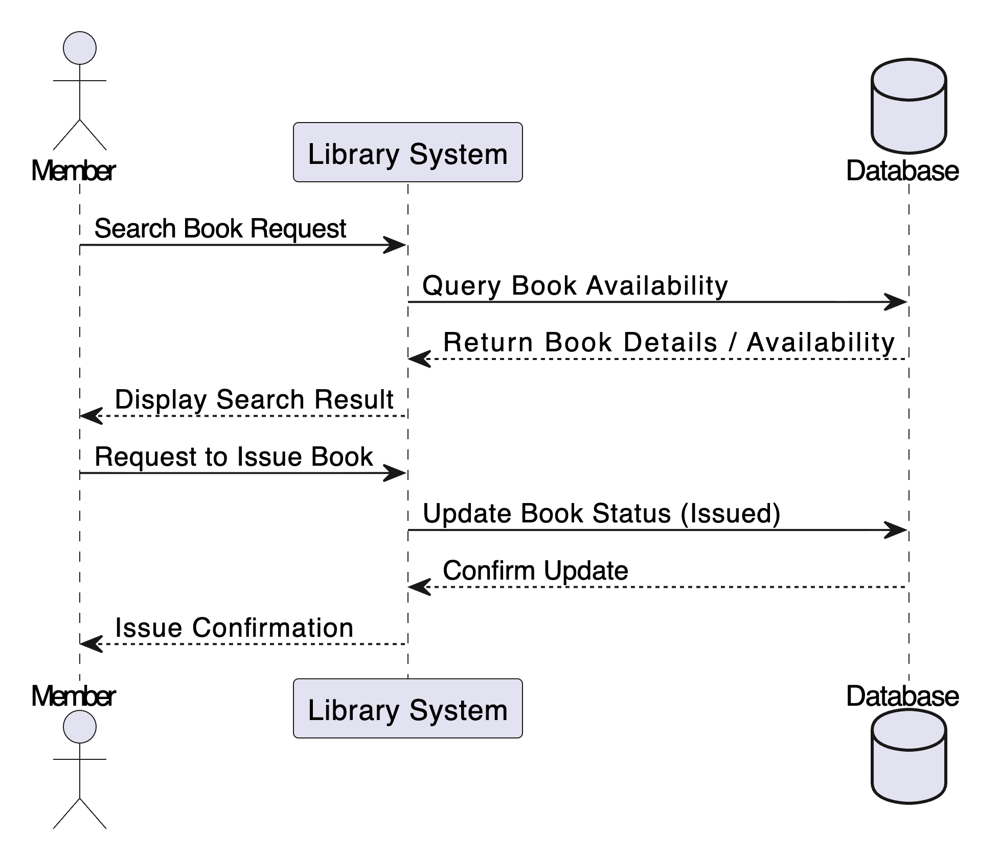 Member
Library System
Database
Search Book Request
Query Book Availability
Return Book Details / Availability
Display Search Result
Request to Issue Book
Update Book Status (Issued)
Confirm Update
Issue Confirmation
Member
Library System
Database